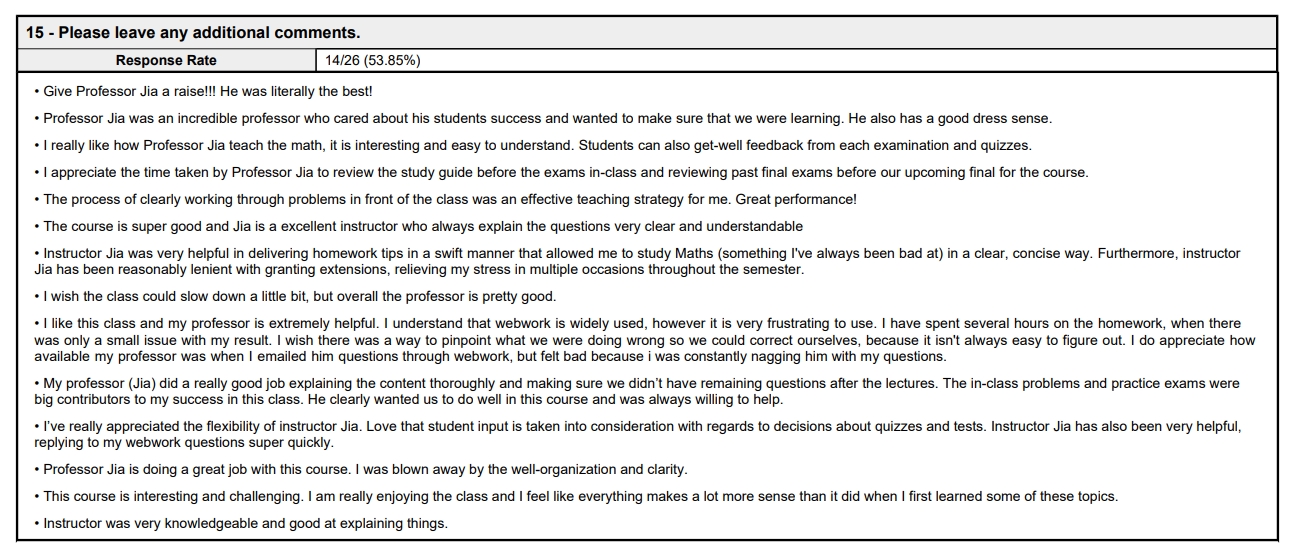 15 - Please leave any additional comments.
Response Rate
14/26 (53.85%)
• Give Professor Jia a raise!!! He was literally the best!
• Professor Jia was an incredible professor who cared about his students success and wanted to make sure that we were learning. He also has a good dress sense.
• I really like how Professor Jia teach the math, it is interesting and easy to understand. Students can also get-well feedback from each examination and quizzes.
• I appreciate the time taken by Professor Jia to review the study guide before the exams in-class and reviewing past final exams before our upcoming final for the course.
• The process of clearly working through problems in front of the class was an effective teaching strategy for me. Great performance!
• The course is super good and Jia is a excellent instructor who always explain the questions very clear and understandable
• Instructor Jia was very helpful in delivering homework tips in a swift manner that allowed me to study Maths (something I've always been bad at) in a clear, concise way. Furthermore, instructor
Jia has been reasonably lenient with granting extensions, relieving my stress in multiple occasions throughout the semester.
• I wish the class could slow down a little bit, but overall the professor is pretty good.
• I like this class and my professor is extremely helpful. I understand that webwork is widely used, however it is very frustrating to use. I have spent several hours on the homework, when there
was only a small issue with my result. I wish there was a way to pinpoint what we were doing wrong so we could correct ourselves, because it isn't always easy to figure out. I do appreciate how
available my professor was when I emailed him questions through webwork, but felt bad because i was constantly nagging him with my questions.
• My professor (Jia) did a really good job explaining the content thoroughly and making sure we didn't have remaining questions after the lectures. The in-class problems and practice exams were
big contributors to my success in this class. He clearly wanted us to do well in this course and was always willing to help.
• I've really appreciated the flexibility of instructor Jia. Love that student input is taken into consideration with regards to decisions about quizzes and tests. Instructor Jia has also been very helpful,
replying to my webwork questions super quickly.
• Professor Jia is doing a great job with this course. I was blown away by the well-organization and clarity.
• This course is interesting and challenging. I am really enjoying the class and I feel like everything makes a lot more sense than it did when I first learned some of these topics.
• Instructor was very knowledgeable and good at explaining things.